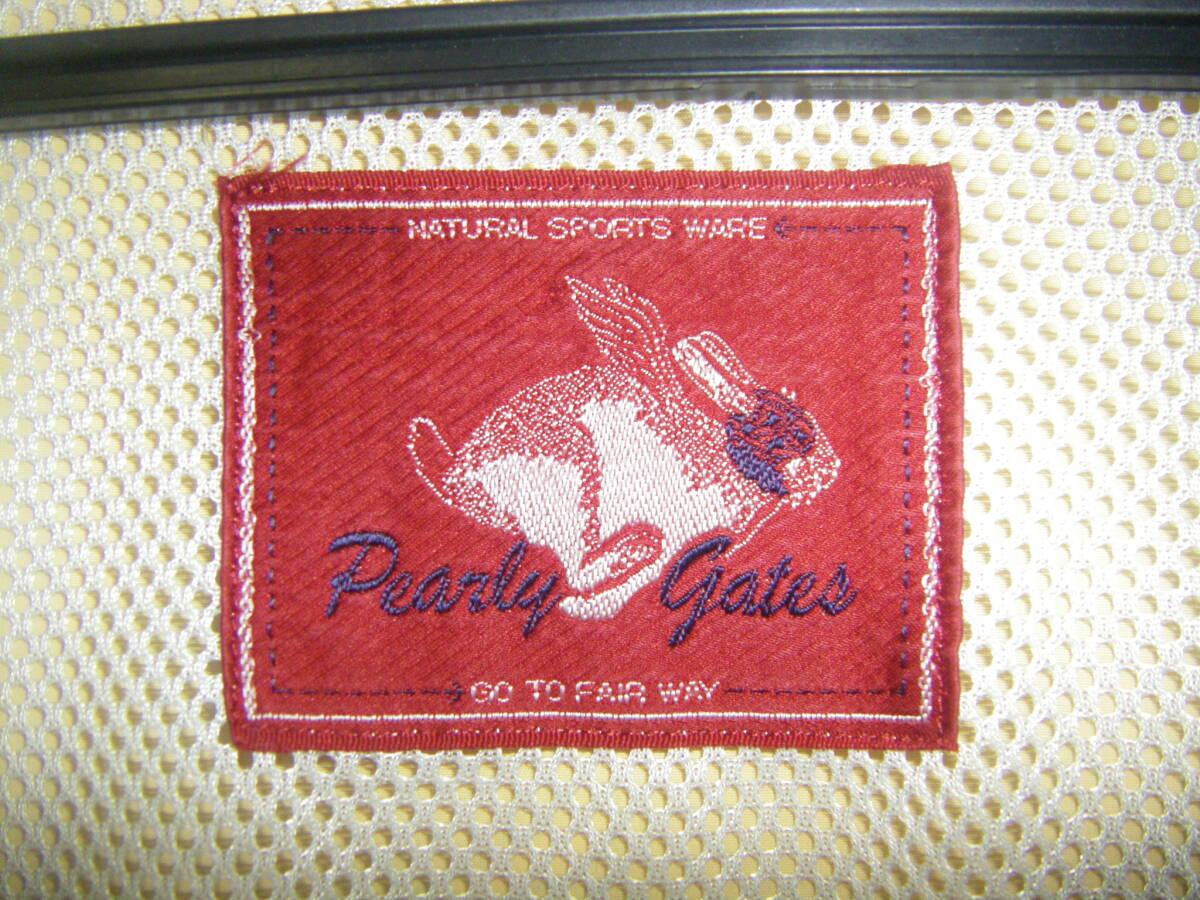 NATURAL SPORTS WARE
Pearly Gates
GO TO FAIR WAY